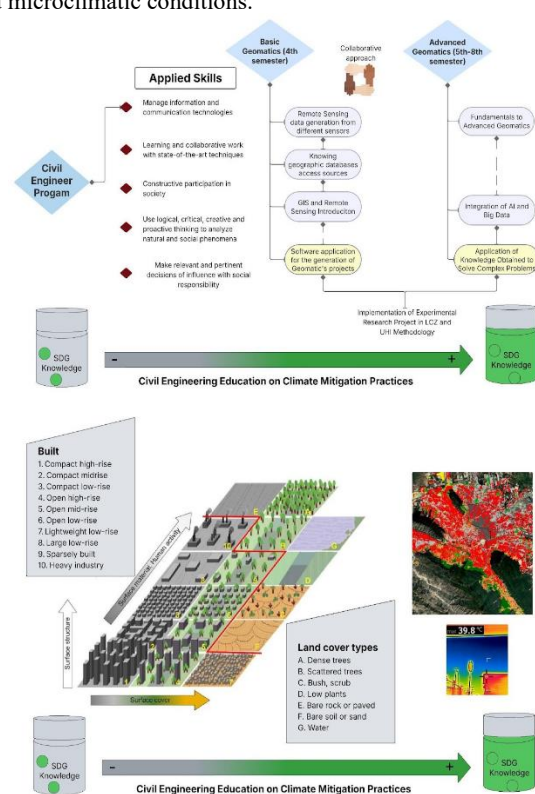 microclimatic conditions.
Basic
Geomatics (4th
semester)
Collaborative
approach
Advanced
Geomatics (5th-8th
semester)
Applied Skills
Manage information and
communication technologies
Learning and collaborative work
with state-of-the-art techniques
Constructive participation in
society
Use logical, critical, creative and
proactive thinking to analyze
natural and social phenomena
Make relevant and pertinent
decisions of influence with social
responsibility
Civil
Engineer
Progam
Remote Sensing
data generation from
different sensors
Knowing
geographic databases
access sources
GIS and Remote
Sensing Introduciton
Software application
for the generation of
Geomatic's projects
Fundamentals to
Advanced Geomatics
Integration of AI and
Big Data
Application of
Knowledge Obtained to
Solve Complex Problems
Implementation of Experimental
Research Project in LCZ and
UHI Methodology
SDG
Knowledge
- +
SDG
Knowledge
Civil Engineering Education on Climate Mitigation Practices
Built
1. Compact high-rise
2. Compact midrise
3. Compact low-rise
4. Open high-rise
5. Open mid-rise
6. Open low-rise
7. Lightweight low-rise
8. Large low-rise
9. Sparsely built
10. Heavy industry
Surface structure
Surface material, Human activity
Surface cover
E
D
Land cover types
A. Dense trees
B. Scattered trees
C. Bush, scrub
D. Low plants
E. Bare rock or paved
F. Bare soil or sand
G. Water
39.8 °C
SDG
Knowledge
- +
SDG
Knowledge
Civil Engineering Education on Climate Mitigation Practices